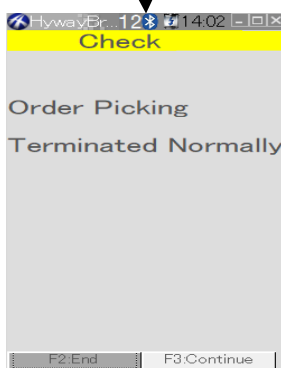 HywayBr...12 14:02
Check
Order Picking
Terminated Normally
F2:End F3:Continue